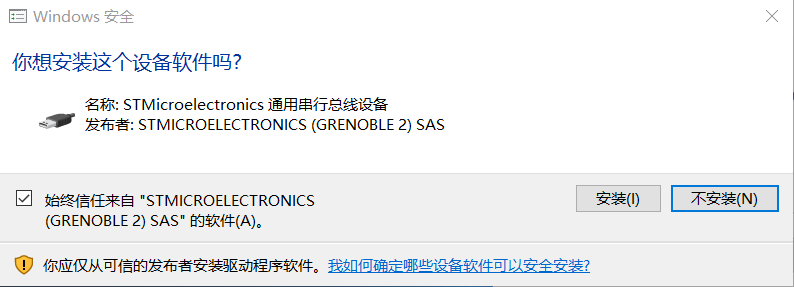 Windows 安全
你想安装这个设备软件吗?
名称: STMicroelectronics 通用串行总线设备
发布者: STMICROELECTRONICS (GRENOBLE 2) SAS
始终信任来自 "STMICROELECTRONICS
(GRENOBLE 2) SAS" 的软件(A)。
安装(I)
不安装(N)
你应仅从可信的发布者安装驱动程序软件。我如何确定哪些设备软件可以安全安装?